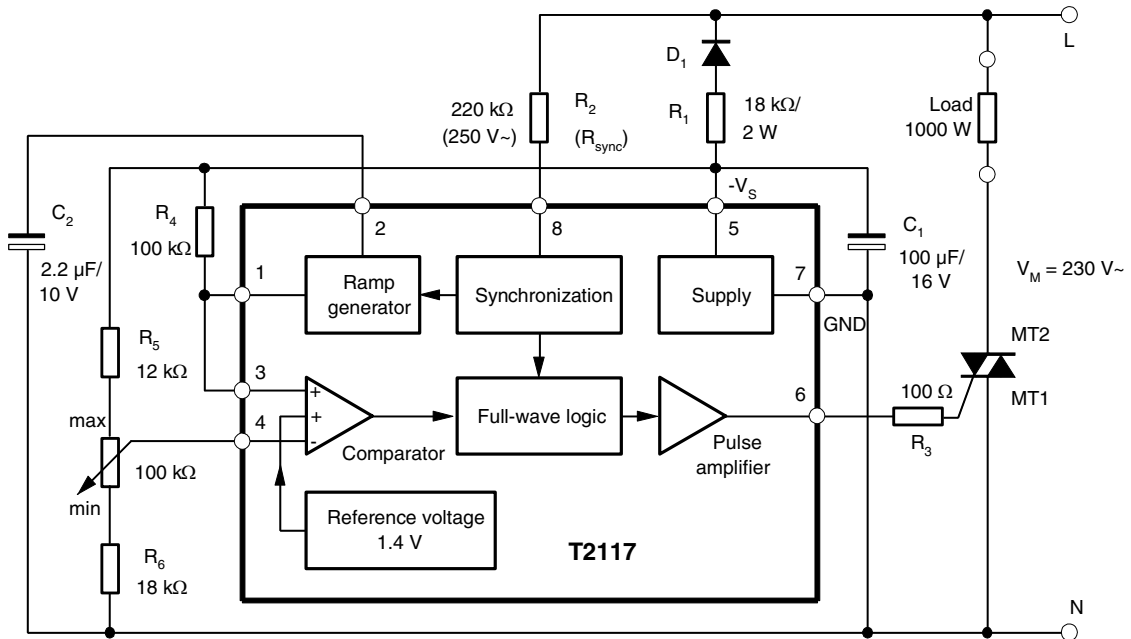 L
D1
220 kΩ
(250 V~)
R2
(Rsync)
R1
18 kΩ/
2 W
Load
1000 W
-VS
C2
2.2 μF/
10 V
R4
100 kΩ
2
8
5
C1
100 μF/
16 V
VM = 230 V~
1
Ramp
generator
Synchronization
Supply
7
GND
R5
12 kΩ
MT2
MT1
3
+
+
-
4
Comparator
Full-wave logic
Pulse
amplifier
6
100 Ω
R3
max
100 kΩ
min
Reference voltage
1.4 V
T2117
R6
18 kΩ
N